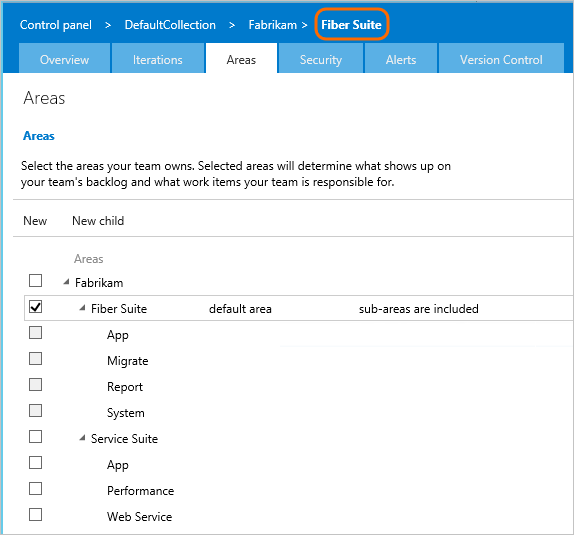 Control panel > DefaultCollection > Fabrikam > Fiber Suite
Overview Iterations Areas Security Alerts Version Control
Areas
Areas
Select the areas your team owns. Selected areas will determine what shows up on
your team's backlog and what work items your team is responsible for.
New New child
Areas
Fabrikam
Fiber Suite default area sub-areas are included
App
Migrate
Report
System
Service Suite
App
Performance
Web Service